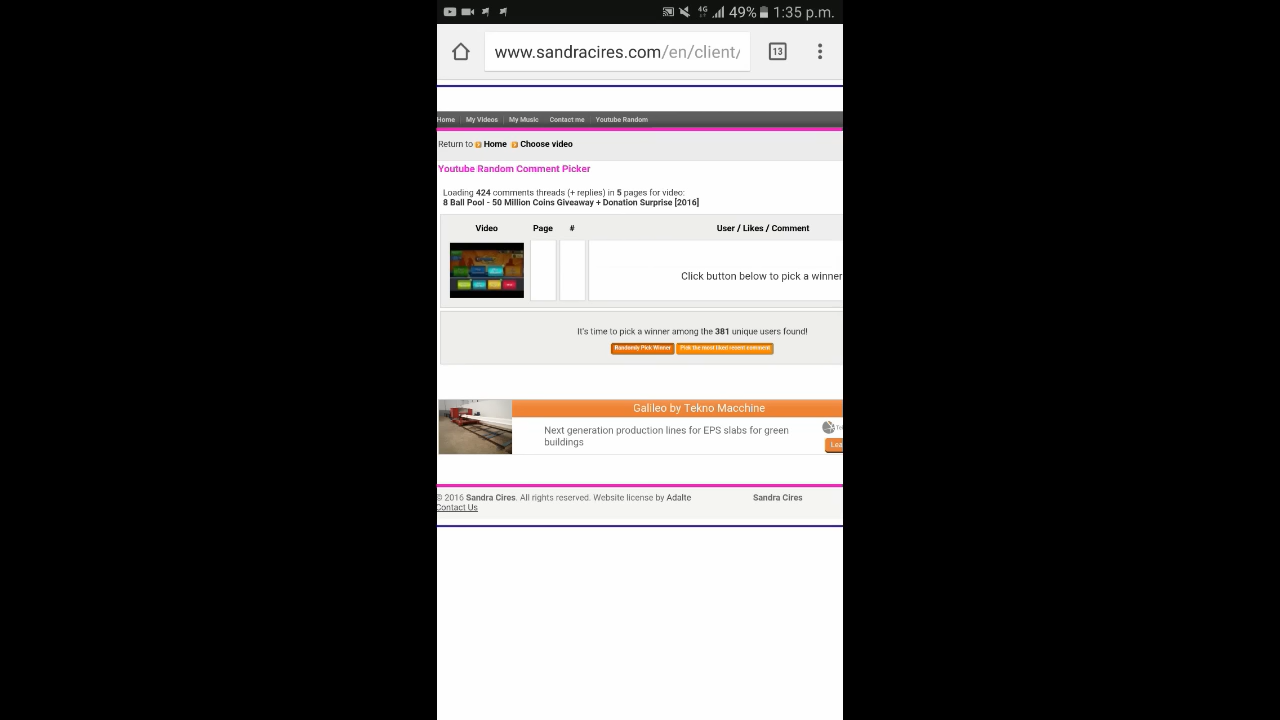 49% 1:35 p.m.
www.sandracires.com/en/client/
13
Home My Videos My Music Contact me Youtube Random
Return to Home Choose video
Youtube Random Comment Picker
Loading 424 comments threads (+ replies) in 5 pages for video:
8 Ball Pool - 50 Million Coins Giveaway + Donation Surprise [2016]
Video Page # User / Likes / Comment
Click button below to pick a winner
It's time to pick a winner among the 381 unique users found!
Randomly Pick Winner Pick the most liked recent comment
Galileo by Tekno Macchine
Next generation production lines for EPS slabs for green
buildings
Lea
© 2016 Sandra Cires. All rights reserved. Website license by Adalte Sandra Cires
Contact Us